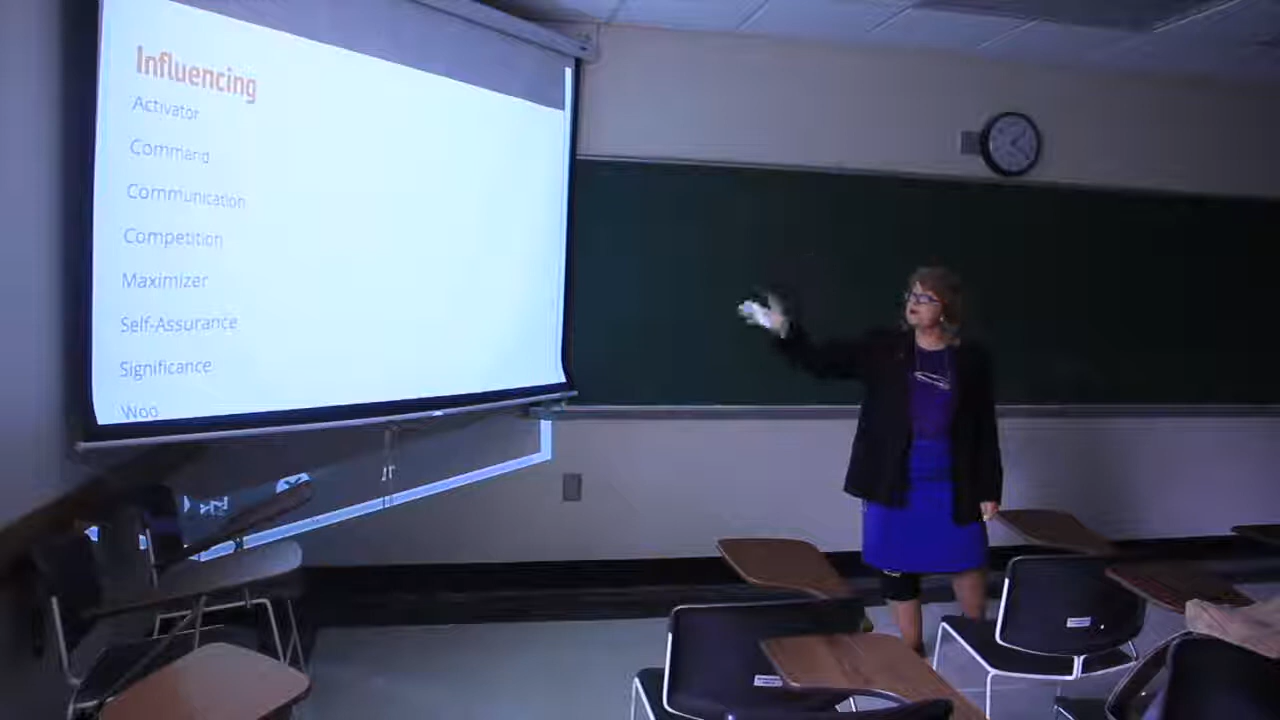 Influencing
Activator
Command
Communication
Competition
Maximizer
Self-Assurance
Significance
Woo